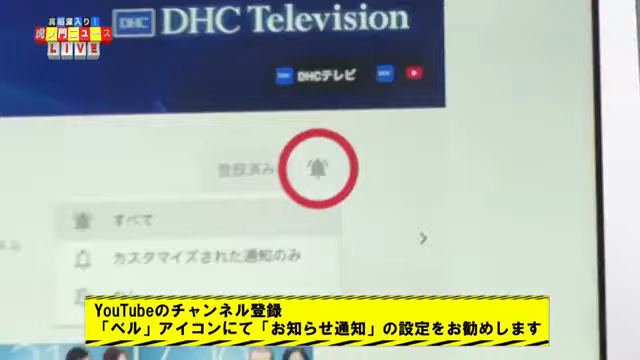 真相深入り!
虎ノ門ニュース
LIVE
DHC DHC Television
DHC DHCテレビ DHC
登録済み
すべて
カスタマイズされた通知のみ
YouTubeのチャンネル登録
「ベル」アイコンにて「お知らせ通知」の設定をお勧めします